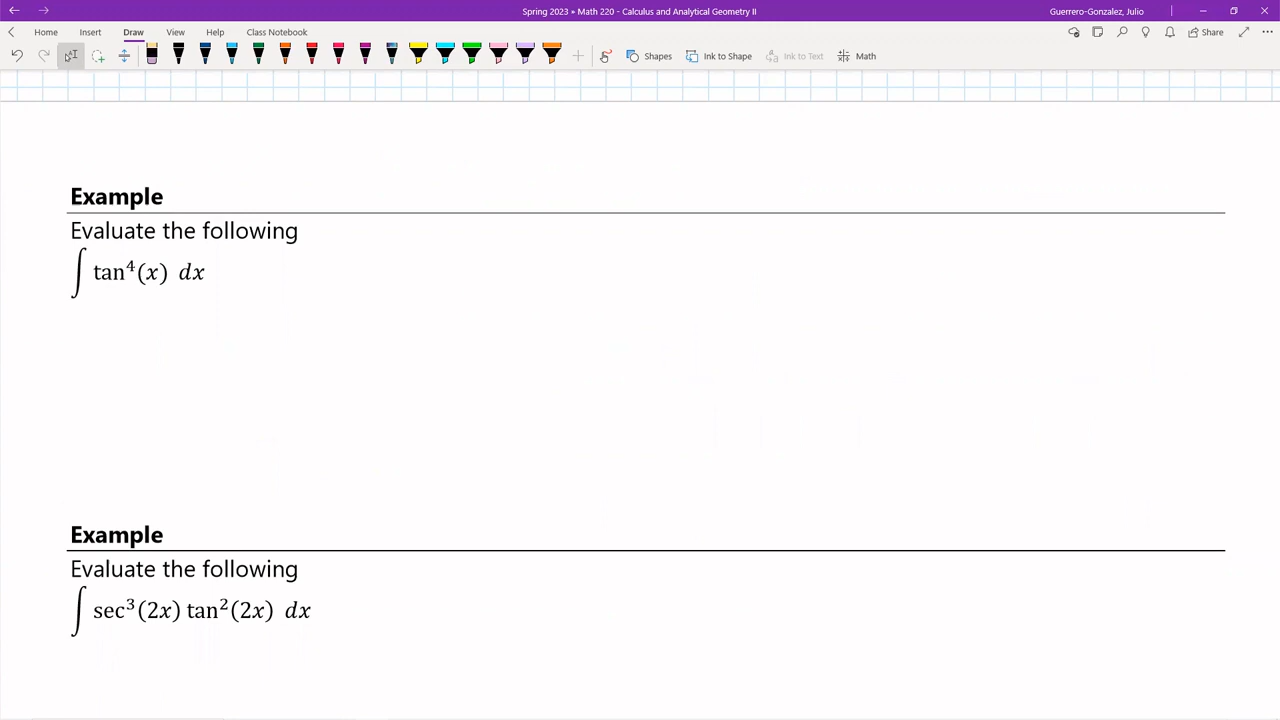 Spring 2023 » Math 220 - Calculus and Analytical Geometry II
Guerrero-Gonzalez, Julio
Home Insert Draw View Help Class Notebook
Share
Shapes Ink to Shape Ink to Text Math
Example
Evaluate the following
∫ tan⁴(x) dx
Example
Evaluate the following
∫ sec³(2x) tan²(2x) dx